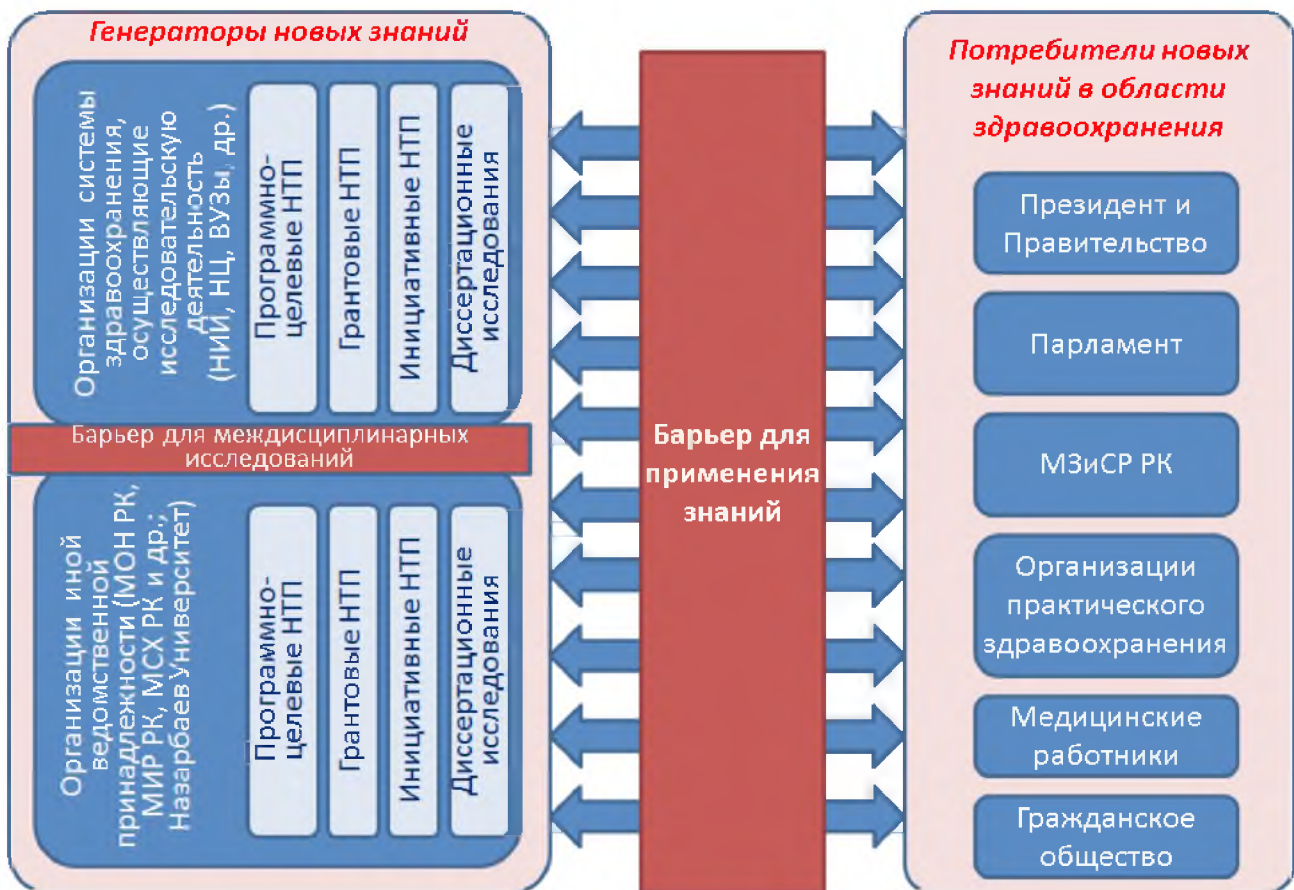 Генераторы новых знаний
Организации системы
здравоохранения,
осуществляющие
исследовательскую
деятельность
(НИИ, НЦ, ВУЗы, др.)
Программно-
целевые НТП
Грантовые НТП
Инициативные НТП
Диссертационные
исследования
Барьер для междисциплинарных
исследований
Организации иной
ведомственной
принадлежности (МОН РК,
МИР РК, МСХ РК и др.;
Назарбаев Университет)
Программно-
целевые НТП
Грантовые НТП
Инициативные НТП
Диссертационные
исследования
Барьер для
применения
знаний
Потребители новых
знаний в области
здравоохранения
Президент и
Правительство
Парламент
МЗиСР РК
Организации
практического
здравоохранения
Медицинские
работники
Гражданское
общество